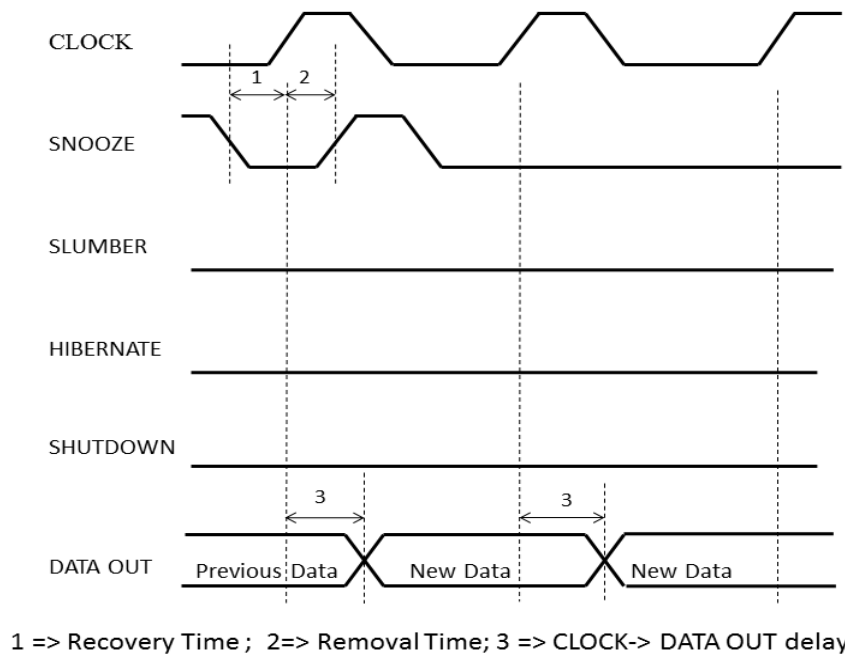 CLOCK
1 2
SNOOZE
SLUMBER
HIBERNATE
SHUTDOWN
3 3
DATA OUT Previous Data New Data New Data
1 => Recovery Time ; 2=> Removal Time; 3 => CLOCK-> DATA OUT delay